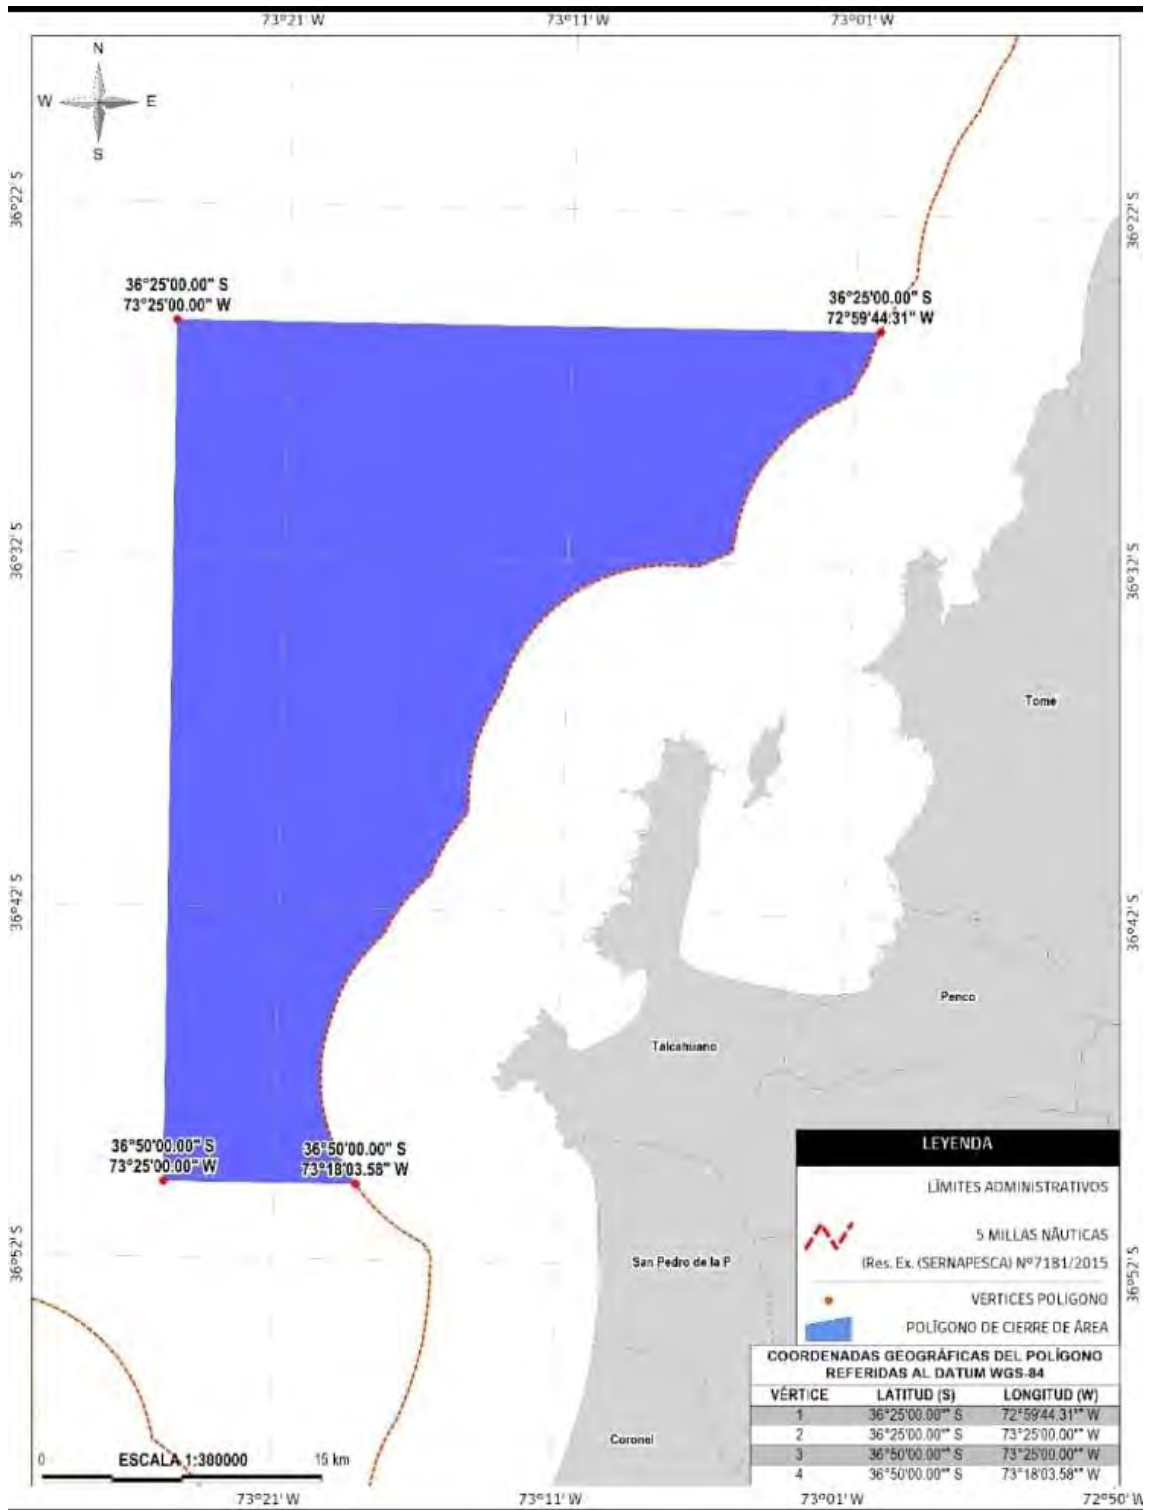 73°21' W 73°11' W 73°01' W
N
W E
S
36°22' S
36°22' S
36°25'00.00" S
73°25'00.00" W
36°25'00.00" S
72°59'44.31" W
36°32' S
36°32' S
Tome
36°42' S
36°42' S
Penco
Talcahuano
36°50'00.00" S
73°25'00.00" W
36°50'00.00" S
73°18'03.58" W
36°52' S
36°52' S
San Pedro de la P
LEYENDA
LÍMITES ADMINISTRATIVOS
5 MILLAS NÁUTICAS
(Res. Ex. (SERNAPESCA) Nº7181/2015
VERTICES POLIGONO
POLÍGONO DE CIERRE DE ÁREA
COORDENADAS GEOGRÁFICAS DEL POLÍGONO
REFERIDAS AL DATUM WGS-84
VÉRTICE LATITUD (S) LONGITUD (W)
1 36°25'00.00'" S 72°59'44.31'" W
2 36°25'00.00'" S 73°25'00.00'" W
3 36°50'00.00'" S 73°25'00.00'" W
4 36°50'00.00'" S 73°18'03.58'" W
Coronel
0 ESCALA 1:300000 15 km
73°21' W 73°11' W 73°01' W 72°50' W